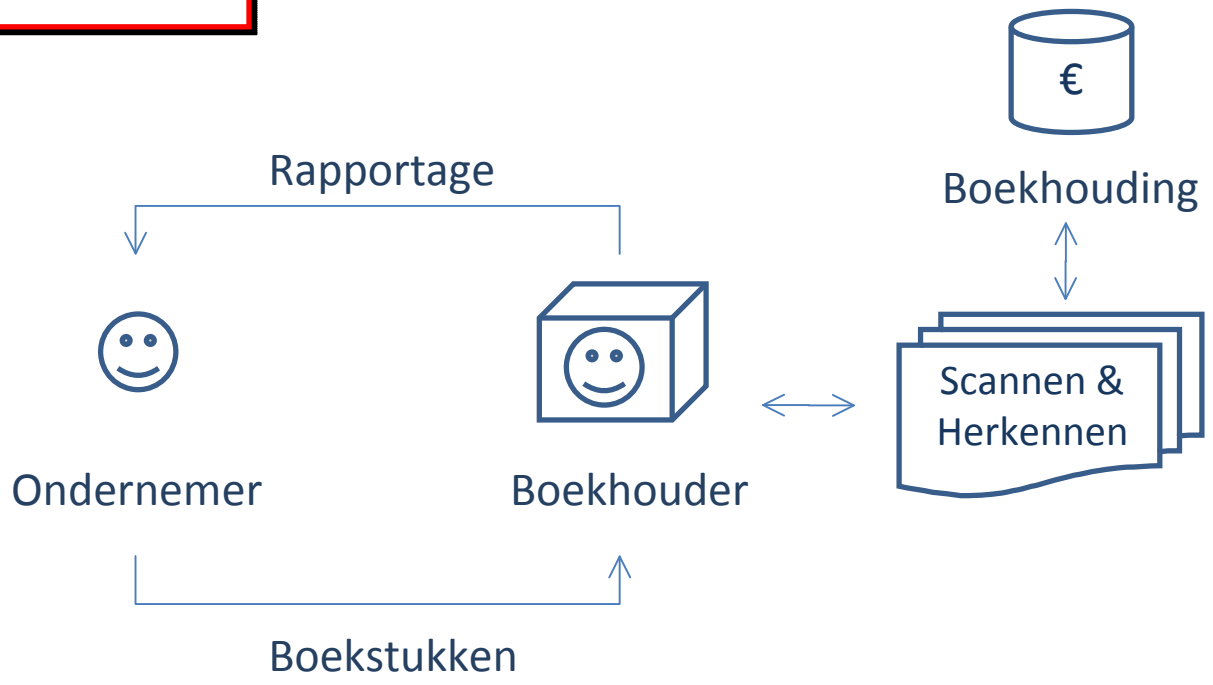 €
Rapportage
Boekhouding
Scannen &
Herkennen
Ondernemer
Boekhouder
Boekstukken